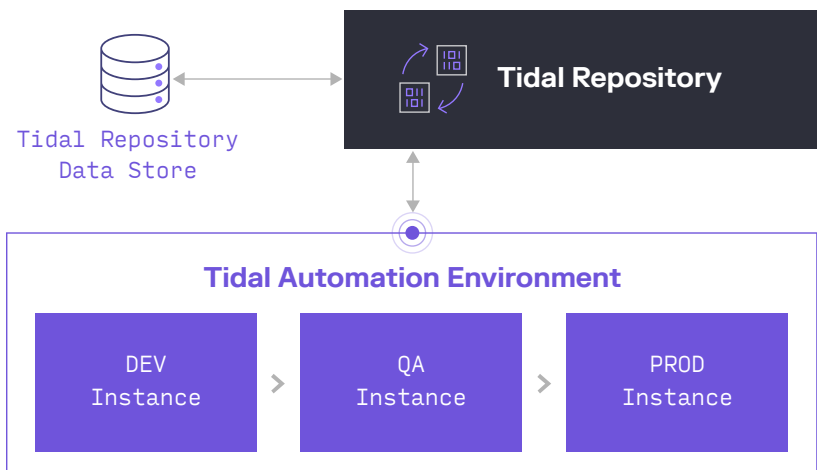 Tidal Repository
Tidal Repository
Data Store
Tidal Automation Environment
DEV
Instance
>
QA
Instance
>
PROD
Instance